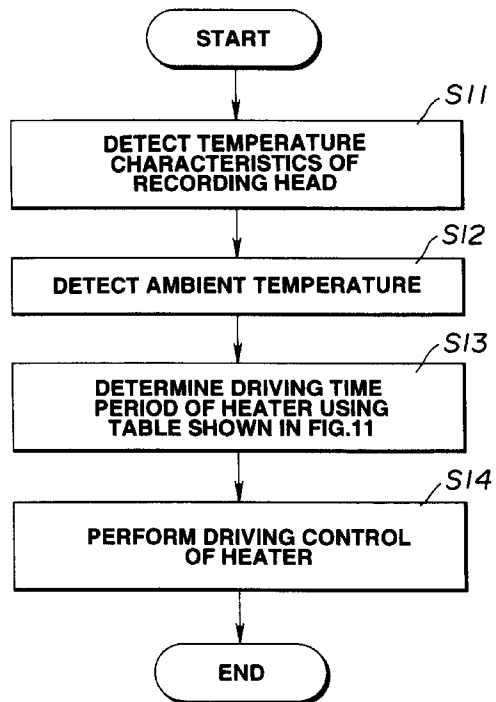 START
S11
DETECT TEMPERATURE
CHARACTERISTICS OF
RECORDING HEAD
S12
DETECT AMBIENT TEMPERATURE
S13
DETERMINE DRIVING TIME
PERIOD OF HEATER USING
TABLE SHOWN IN FIG.11
S14
PERFORM DRIVING CONTROL
OF HEATER
END